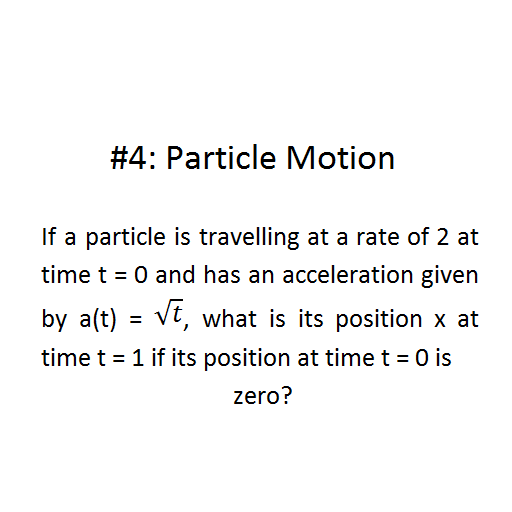 #4: Particle Motion
If a particle is travelling at a rate of 2 at
time t = 0 and has an acceleration given
by a(t) = √t, what is its position x at
time t = 1 if its position at time t = 0 is
zero?